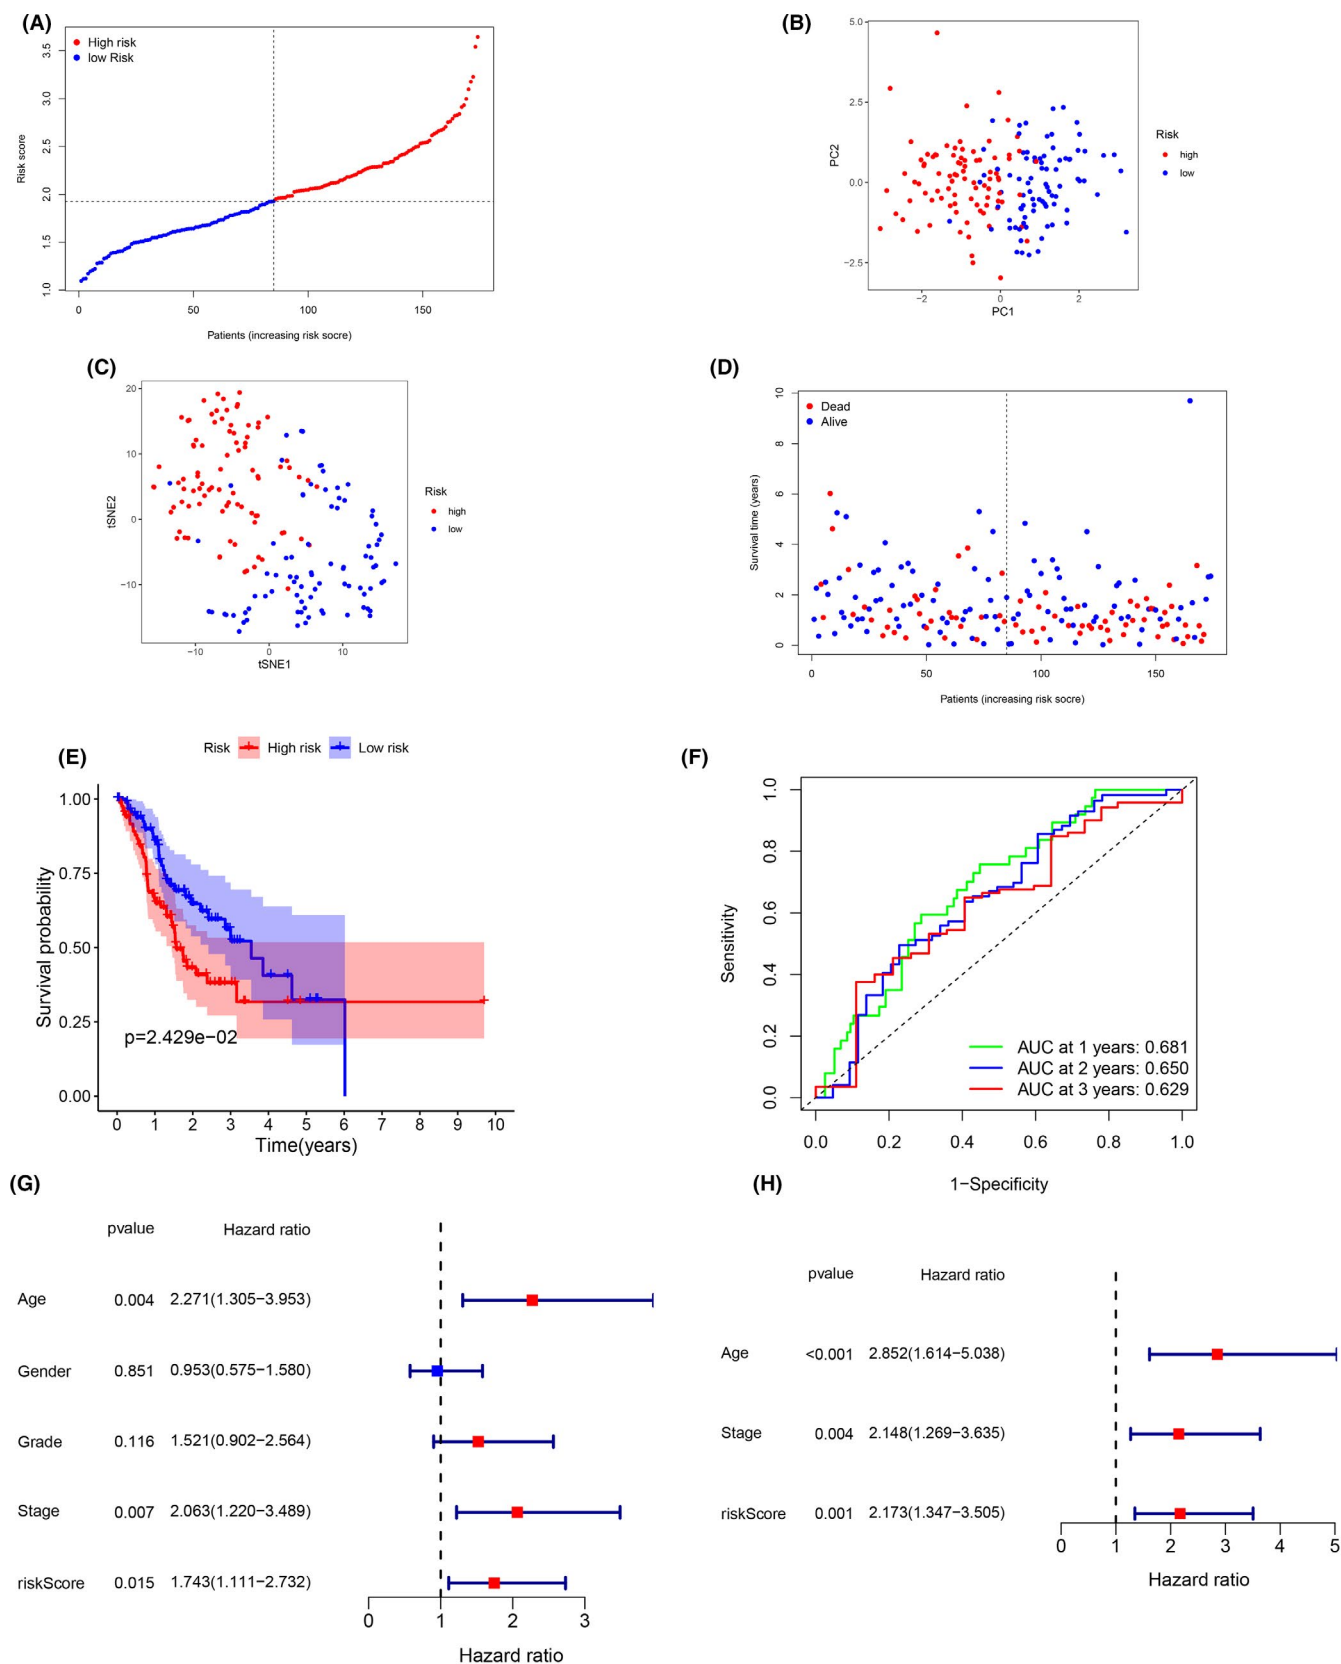 (A)
High risk
low Risk
Risk score
3.5
3.0
2.5
2.0
1.5
1.0
0 50 100 150
Patients (increasing risk socre)
(B)
PC2
5.0
2.5
0.0
−2.5
−2 0 2
PC1
Risk
high
low
(C)
tSNE2
20
10
0
−10
−10 0 10
tSNE1
Risk
high
low
(D)
Dead
Alive
Survival time (years)
10
8
6
4
2
0
0 50 100 150
Patients (increasing risk socre)
(E)
Risk High risk Low risk
Survival probability
1.00
0.75
0.50
0.25
0.00
p=2.429e−02
0 1 2 3 4 5 6 7 8 9 10
Time(years)
(F)
Sensitivity
1.0
0.8
0.6
0.4
0.2
0.0
AUC at 1 years: 0.681
AUC at 2 years: 0.650
AUC at 3 years: 0.629
0.0 0.2 0.4 0.6 0.8 1.0
1−Specificity
(G)
pvalue Hazard ratio
Age 0.004 2.271(1.305−3.953)
Gender 0.851 0.953(0.575−1.580)
Grade 0.116 1.521(0.902−2.564)
Stage 0.007 2.063(1.220−3.489)
riskScore 0.015 1.743(1.111−2.732)
0 1 2 3
Hazard ratio
(H)
pvalue Hazard ratio
Age <0.001 2.852(1.614−5.038)
Stage 0.004 2.148(1.269−3.635)
riskScore 0.001 2.173(1.347−3.505)
0 1 2 3 4 5
Hazard ratio